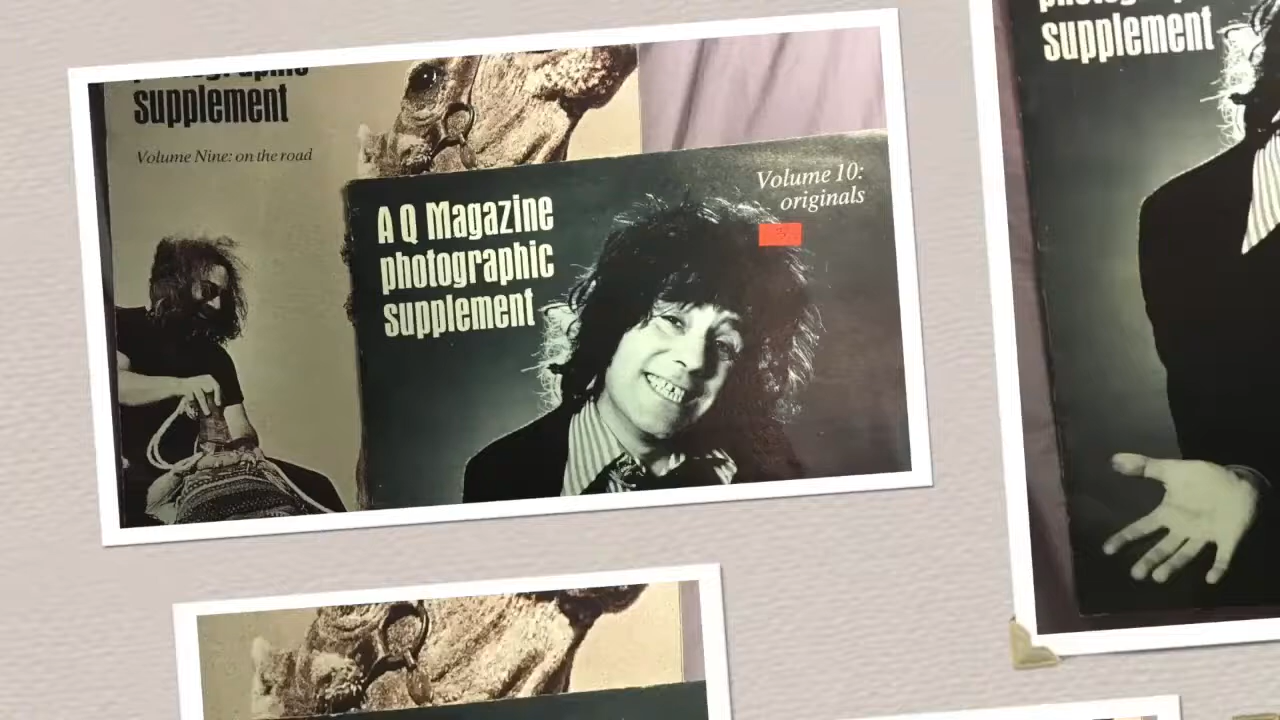 supplement
Volume Nine: on the road
A Q Magazine
photographic
supplement
Volume 10:
originals
supplement